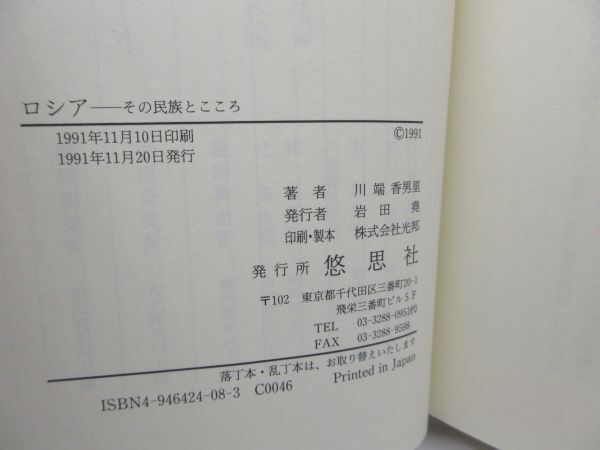 ロシア――その民族とこころ
1991年11月10日印刷
1991年11月20日発行
©1991
著者 川端香男里
発行者 岩田 堯
印刷・製本 株式会社光邦
発行所 悠思社
〒102 東京都千代田区三番町20-1
飛栄三番町ビル5F
TEL 03-3288-0951㈹
FAX 03-3288-9598
落丁本・乱丁本は、お取り替えいたします
ISBN4-946424-08-3 C0046 Printed in Japan